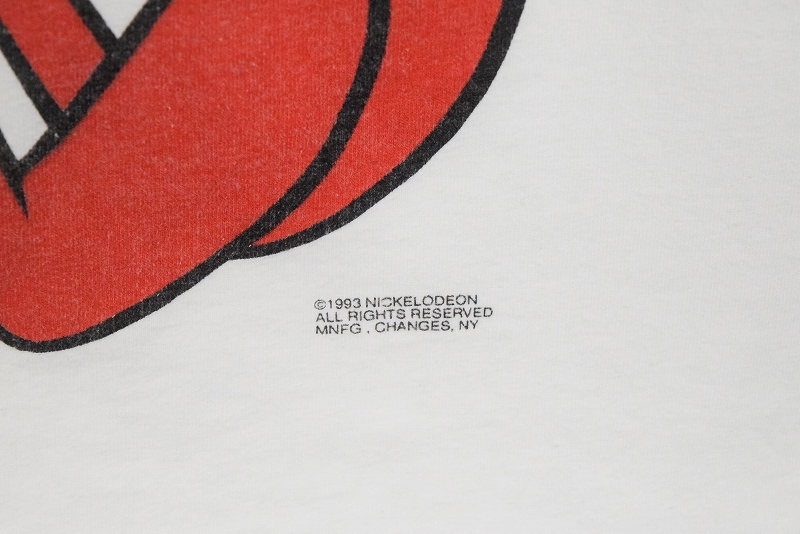 ©1993 NICKELODEON
ALL RIGHTS RESERVED
MNFG . CHANGES, NY